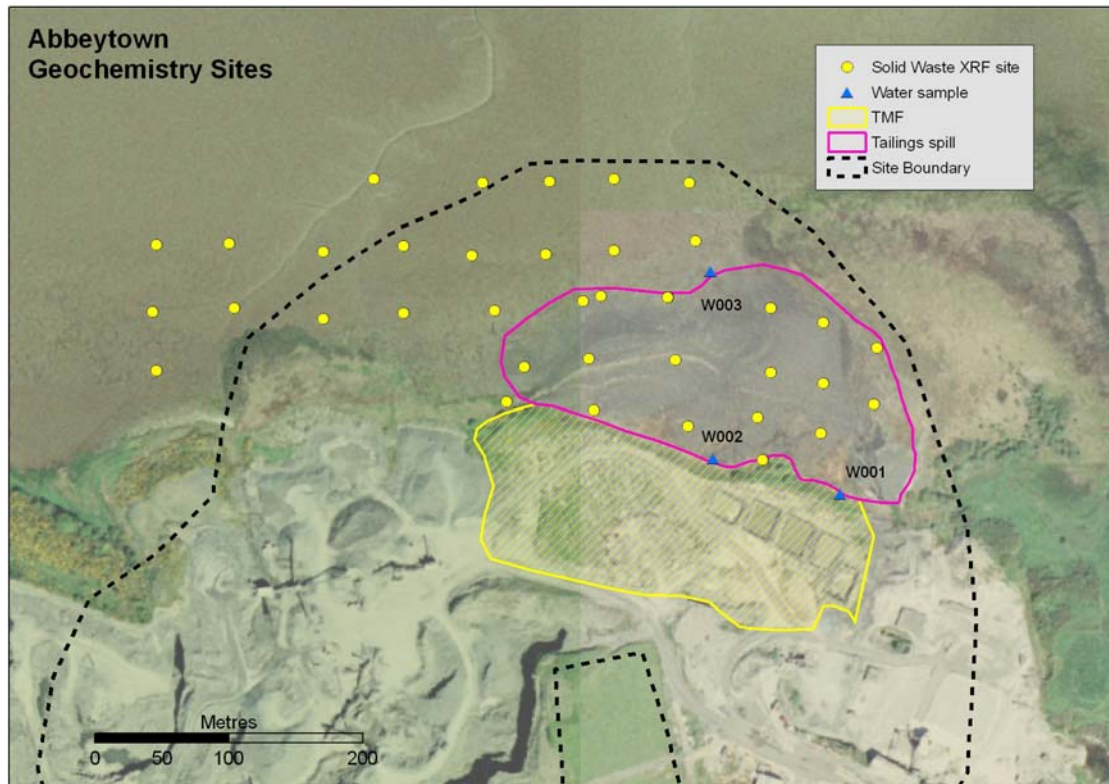 Abbeytown
Geochemistry Sites
Solid Waste XRF site
Water sample
TMF
Tailings spill
Site Boundary
W003
W002
W001
Metres
0 50 100 200